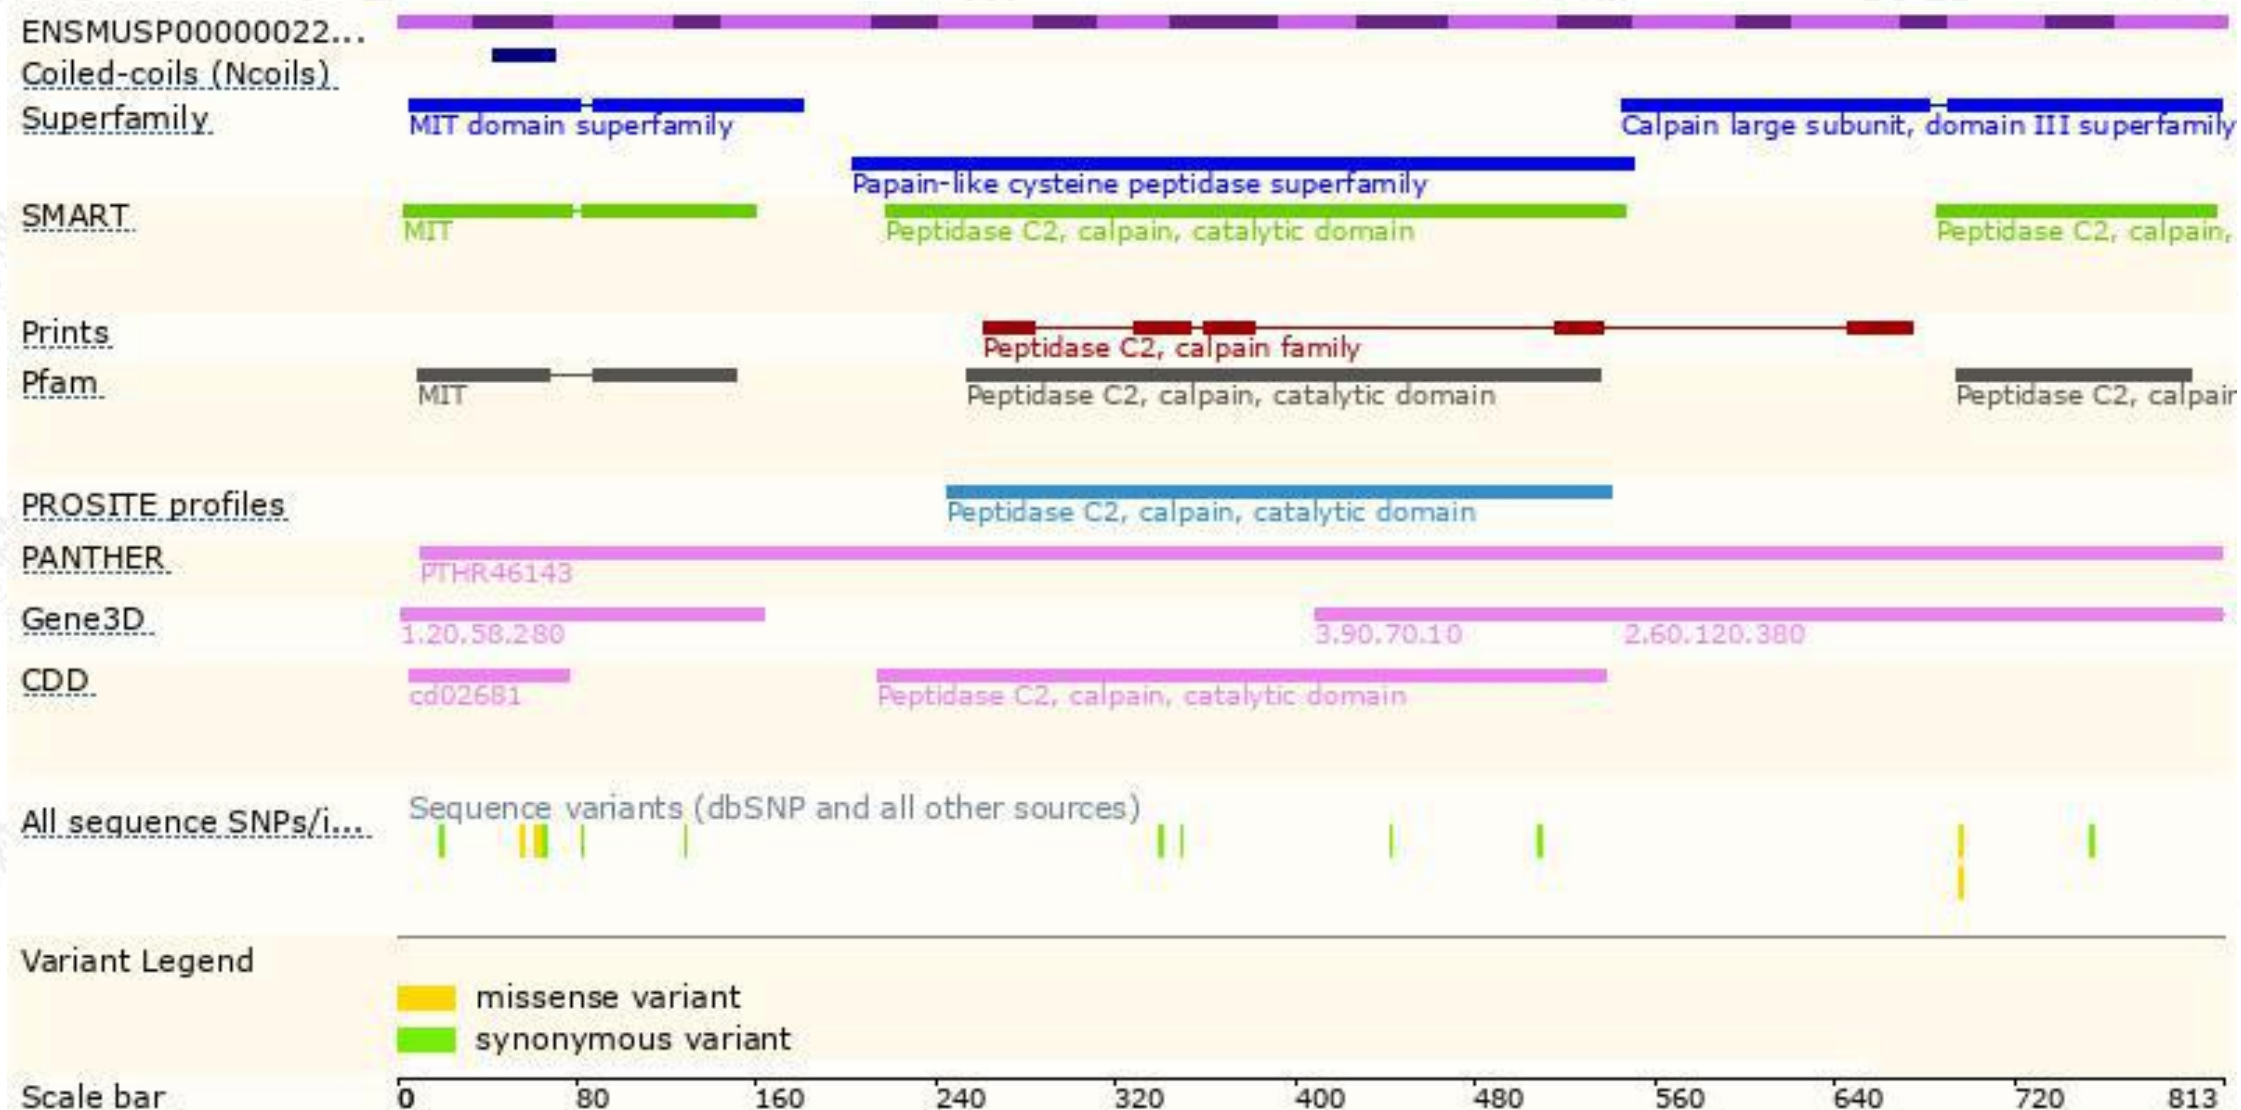 ENSMUSP00000022...
Coiled-coils (Ncoils)
Superfamily
MIT domain superfamily
Calpain large subunit, domain III superfamily
Papain-like cysteine peptidase superfamily
SMART
MIT
Peptidase C2, calpain, catalytic domain
Peptidase C2, calpain,
Prints
Peptidase C2, calpain family
Pfam
MIT
Peptidase C2, calpain, catalytic domain
Peptidase C2, calpain
PROSITE profiles
Peptidase C2, calpain, catalytic domain
PANTHER
PTHR46143
Gene3D
1.20.58.280
3.90.70.10
2.60.120.380
CDD
cd02681
Peptidase C2, calpain, catalytic domain
Sequence variants (dbSNP and all other sources)
All sequence SNPs/i...
Variant Legend
missense variant
synonymous variant
Scale bar
0 80 160 240 320 400 480 560 640 720 813